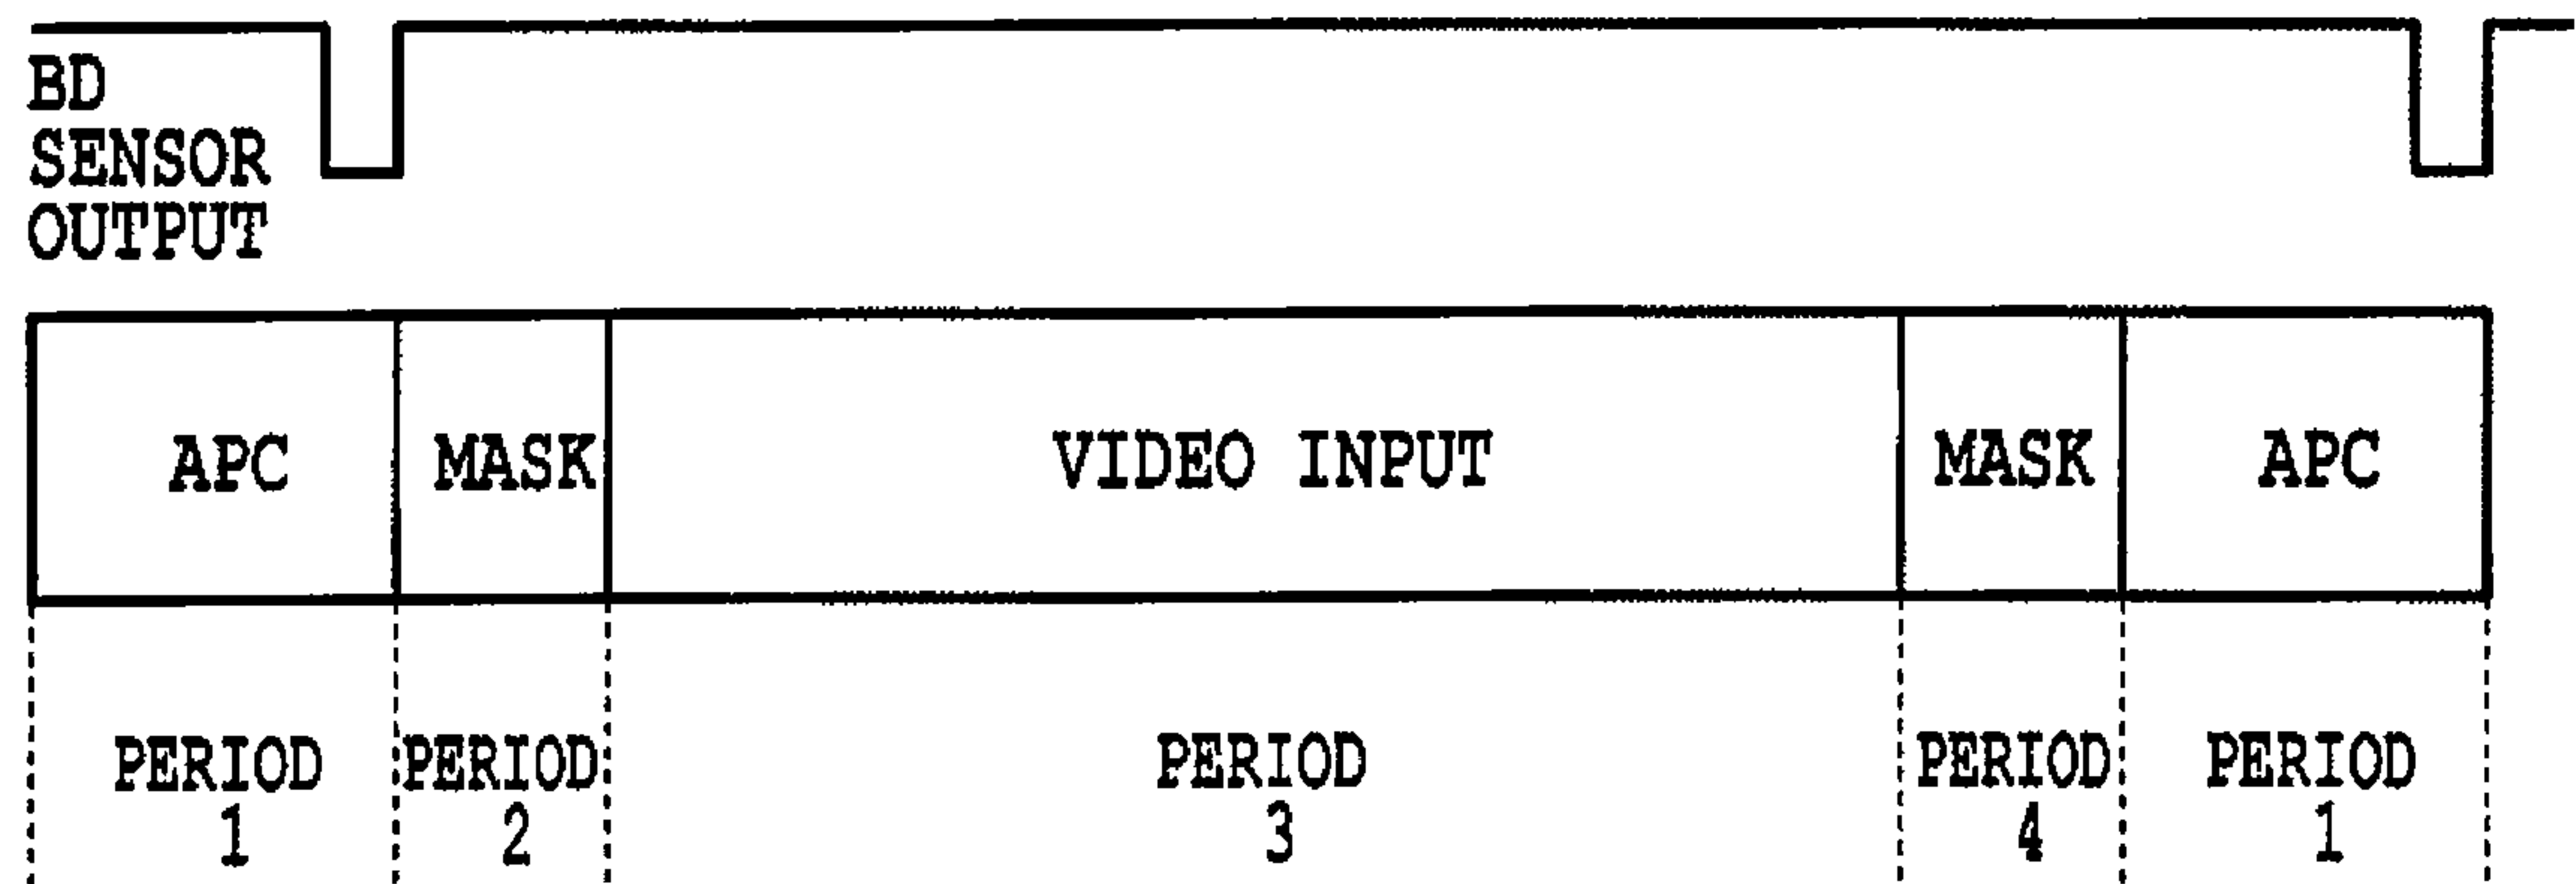 BD
SENSOR
OUTPUT
APC MASK VIDEO INPUT MASK APC
PERIOD PERIOD PERIOD PERIOD PERIOD
1 2 3 4 1